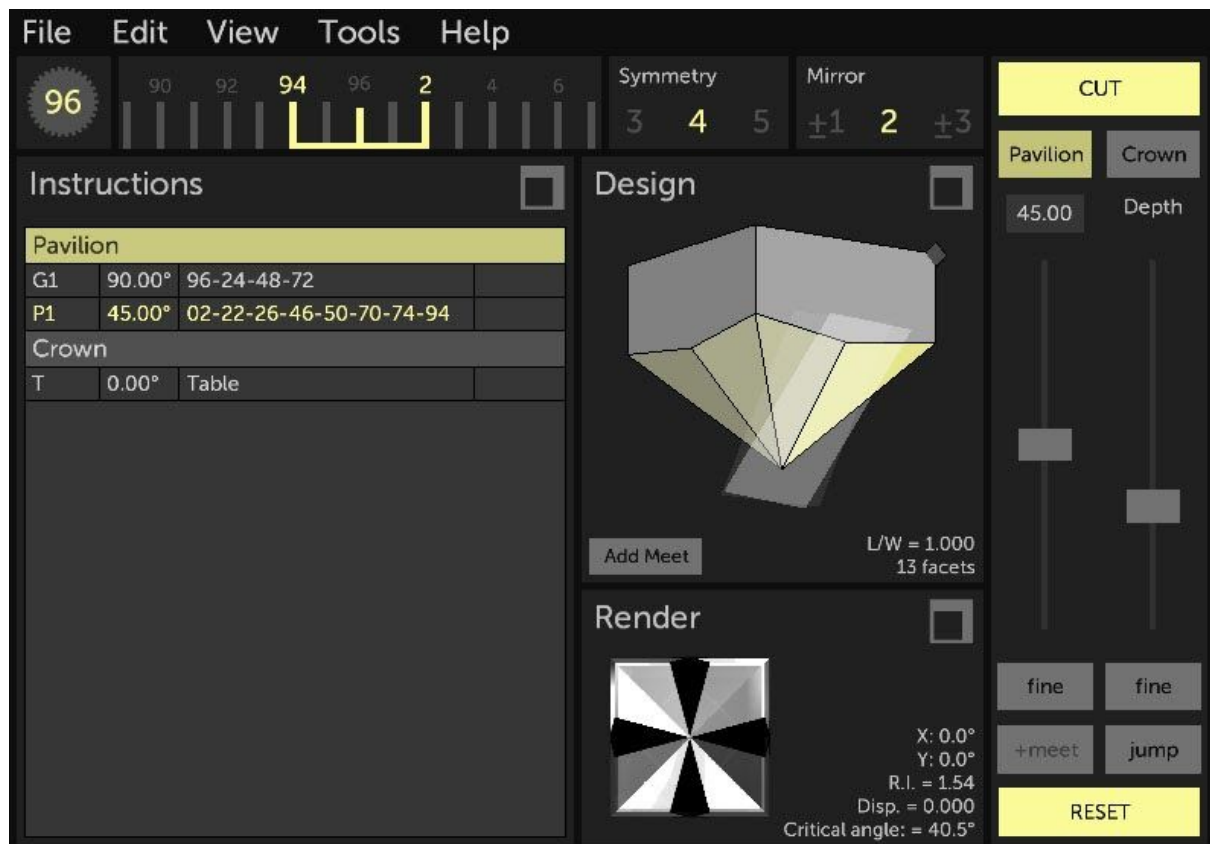 File Edit View Tools Help
96
90 92 94 96 2 4 6
Symmetry
3 4 5
Mirror
±1 2 ±3
CUT
Pavilion Crown
45.00 Depth
Instructions
Pavilion
G1 90.00° 96-24-48-72
P1 45.00° 02-22-26-46-50-70-74-94
Crown
T 0.00° Table
Design
Add Meet
L/W = 1.000
13 facets
Render
X: 0.0°
Y: 0.0°
R.I. = 1.54
Disp. = 0.000
Critical angle: = 40.5°
fine fine
+meet jump
RESET